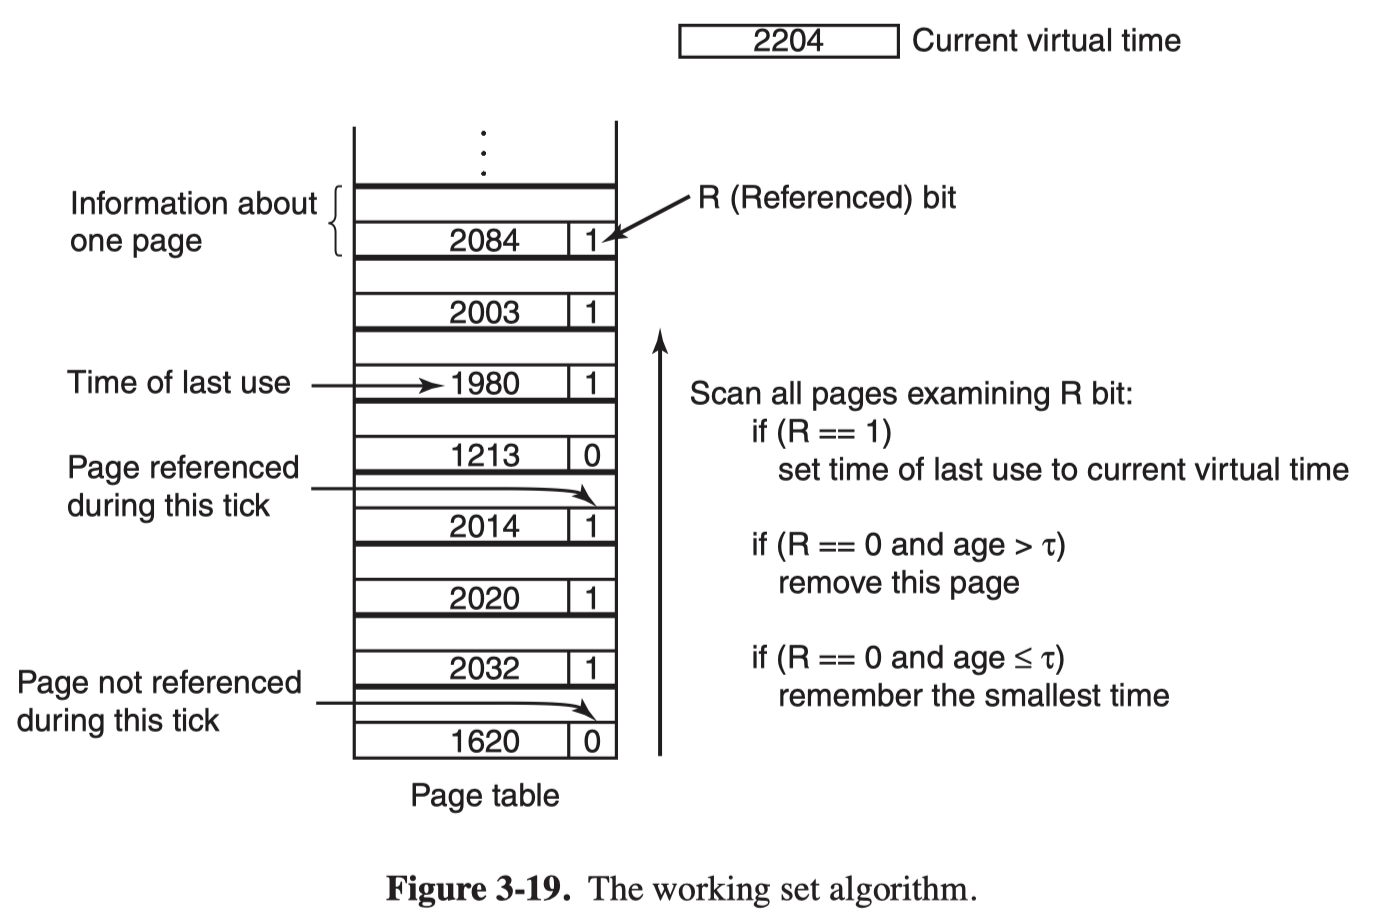 2204 Current virtual time
Information about
one page
R (Referenced) bit
2084 1
2003 1
Time of last use
1980 1
1213 0
Page referenced
during this tick
2014 1
2020 1
2032 1
Page not referenced
during this tick
1620 0
Page table
Scan all pages examining R bit:
if (R == 1)
set time of last use to current virtual time
if (R == 0 and age > τ)
remove this page
if (R == 0 and age ≤ τ)
remember the smallest time
Figure 3-19. The working set algorithm.